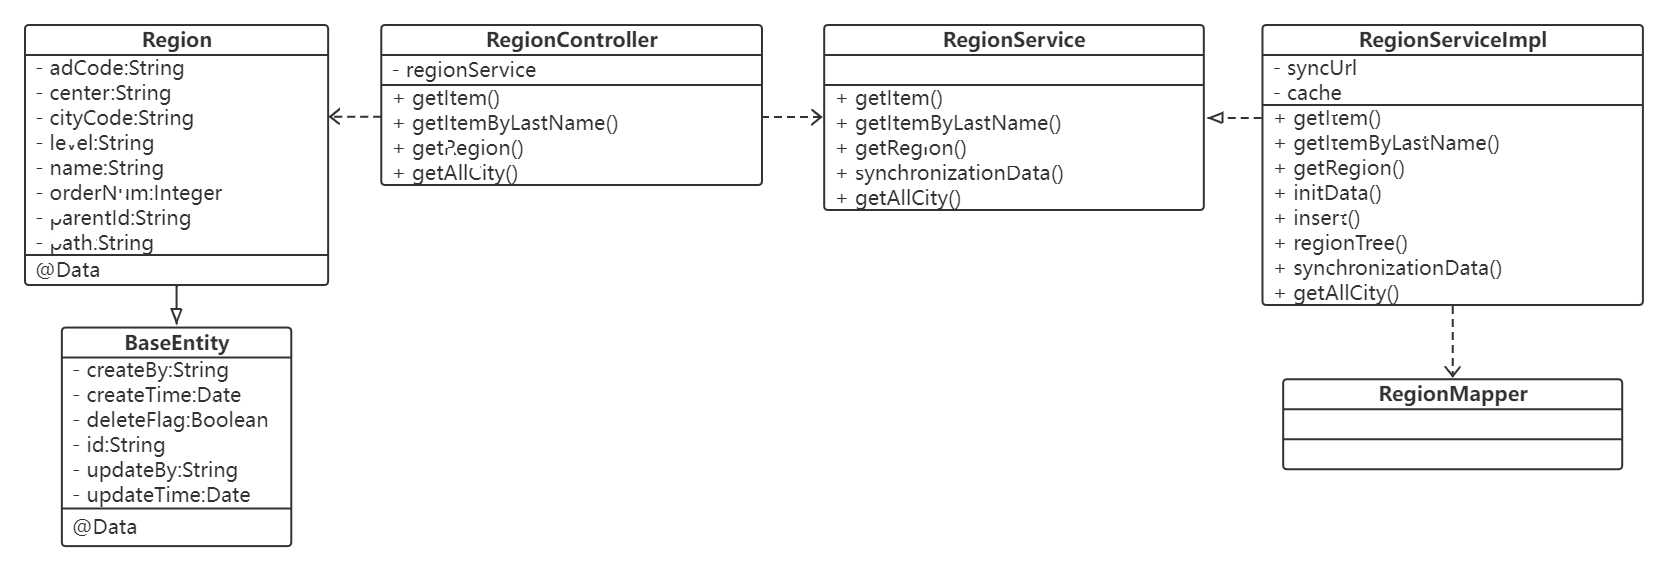 Region
- adCode:String
- center:String
- cityCode:String
- level:String
- name:String
- orderNum:Integer
- parentId:String
- path:String
@Data
BaseEntity
- createBy:String
- createTime:Date
- deleteFlag:Boolean
- id:String
- updateBy:String
- updateTime:Date
@Data
RegionController
- regionService
+ getItem()
+ getItemByLastName()
+ getRegion()
+ getAllCity()
RegionService
+ getItem()
+ getItemByLastName()
+ getRegion()
+ synchronizationData()
+ getAllCity()
RegionServiceImpl
- syncUrl
- cache
+ getItem()
+ getItemByLastName()
+ getRegion()
+ initData()
+ insert()
+ regionTree()
+ synchronizationData()
+ getAllCity()
RegionMapper